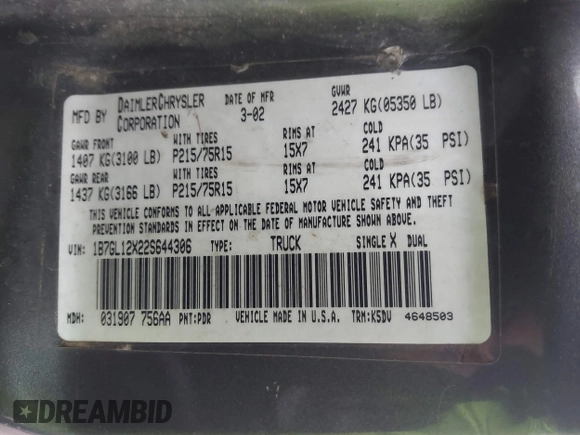 MFD BY DAIMLERCHRYSLER CORPORATION DATE OF MFR 3-02 GVWR 2427 KG(05350 LB)
GAWR FRONT WITH TIRES RIMS AT COLD
1407 KG(3100 LB) P215/75R15 15X7 241 KPA(35 PSI)
GAWR REAR WITH TIRES RIMS AT COLD
1437 KG(3166 LB) P215/75R15 15X7 241 KPA(35 PSI)
THIS VEHICLE CONFORMS TO ALL APPLICABLE FEDERAL MOTOR VEHICLE SAFETY AND THEFT
PREVENTION STANDARDS IN EFFECT ON THE DATE OF MANUFACTURE SHOWN ABOVE.
VIN: 1B7GL12X22S644306 TYPE: TRUCK SINGLE X DUAL
MDH: 031907 756AA PNT:PDR VEHICLE MADE IN U.S.A. TRM:K5DV 4648503
DREAMBID